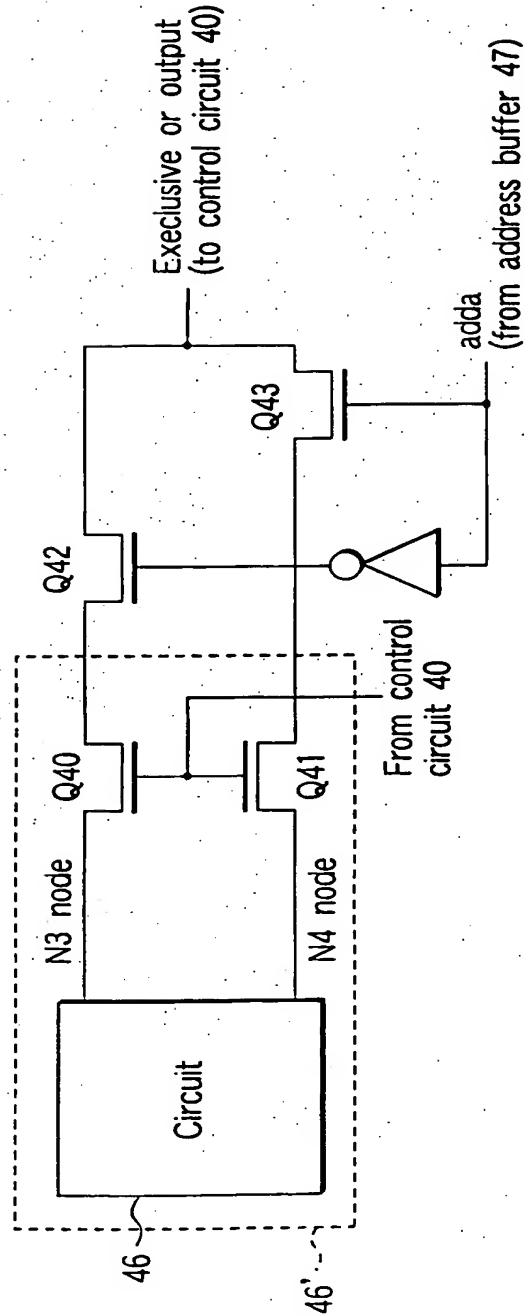 Execlusive or output
(to control circuit 40)
Q42
Q43
adda
(from address buffer 47)
Q40
Q41
From control
circuit 40
N3 node
N4 node
Circuit
46
46'